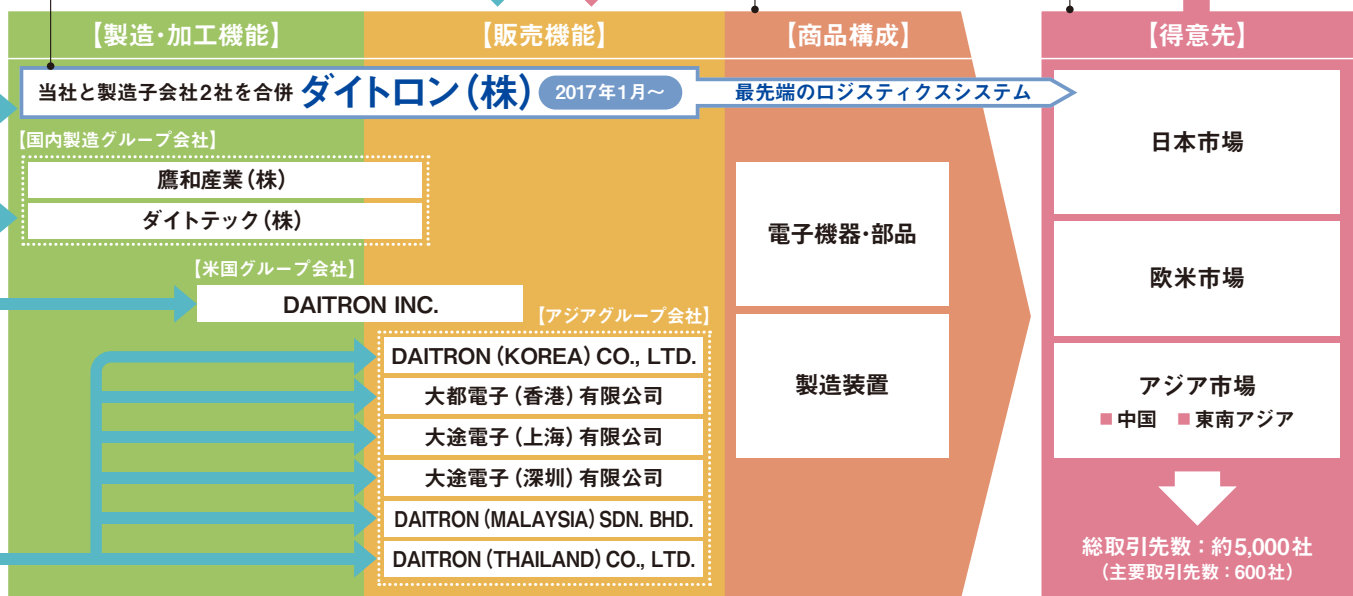 【製造・加工機能】
【販売機能】
【商品構成】
【得意先】
当社と製造子会社2社を合併 ダイトロン(株) 2017年1月～ 最先端のロジスティクスシステム
【国内製造グループ会社】
鷹和産業(株)
ダイトテック(株)
【米国グループ会社】
DAITRON INC.
【アジアグループ会社】
DAITRON (KOREA) CO., LTD.
大都電子(香港)有限公司
大途電子(上海)有限公司
大途電子(深圳)有限公司
DAITRON (MALAYSIA) SDN. BHD.
DAITRON (THAILAND) CO., LTD.
電子機器・部品
製造装置
日本市場
欧米市場
アジア市場
■中国 ■東南アジア
総取引先数：約5,000社
（主要取引先数：600社）